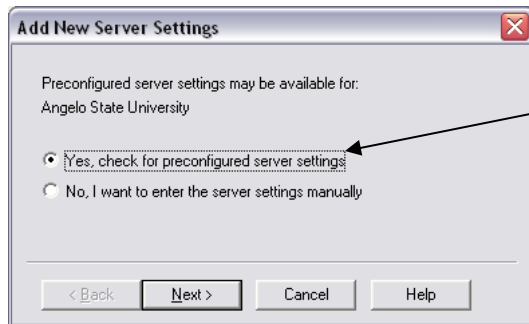 Add New Server Settings
Preconfigured server settings may be available for:
Angelo State University
Yes, check for preconfigured server settings
No, I want to enter the server settings manually
< Back Next > Cancel Help